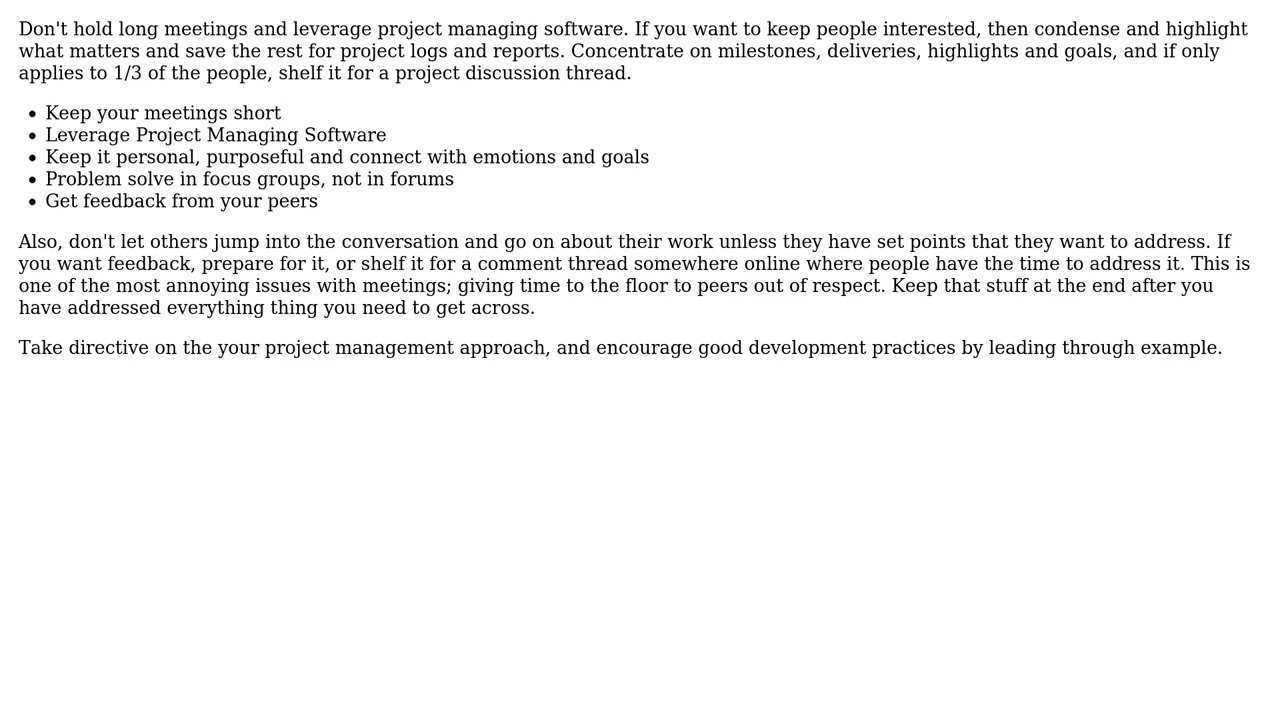 Don't hold long meetings and leverage project managing software. If you want to keep people interested, then condense and highlight
what matters and save the rest for project logs and reports. Concentrate on milestones, deliveries, highlights and goals, and if only
applies to 1/3 of the people, shelf it for a project discussion thread.
• Keep your meetings short
• Leverage Project Managing Software
• Keep it personal, purposeful and connect with emotions and goals
• Problem solve in focus groups, not in forums
• Get feedback from your peers
Also, don't let others jump into the conversation and go on about their work unless they have set points that they want to address. If
you want feedback, prepare for it, or shelf it for a comment thread somewhere online where people have the time to address it. This is
one of the most annoying issues with meetings; giving time to the floor to peers out of respect. Keep that stuff at the end after you
have addressed everything thing you need to get across.
Take directive on the your project management approach, and encourage good development practices by leading through example.